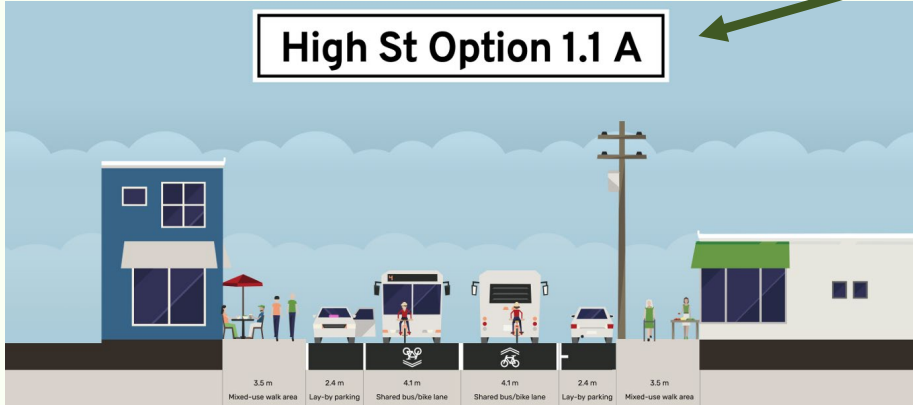 High St Option 1.1 A
3.5 m
Mixed-use walk area
2.4 m
Lay-by parking
4.1 m
Shared bus/bike lane
4.1 m
Shared bus/bike lane
2.4 m
Lay-by parking
3.5 m
Mixed-use walk area